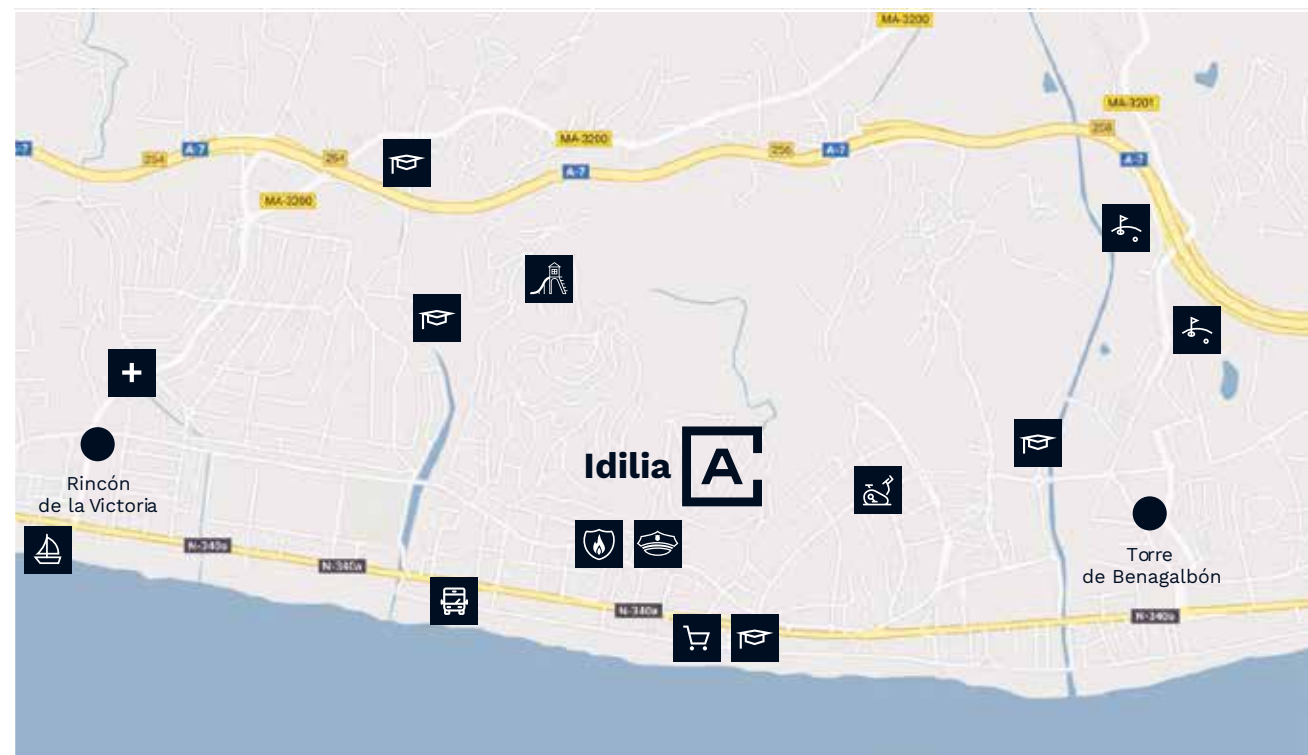 MA-3200
MA-3201
256
A-7
254
A-7
264
MA-3200
A-7
256
A-7
MA-3200
Idilia A
Rincón
de la Victoria
Torre
de Benagalbón
N-340a
N-340a
N-340a
N-340a